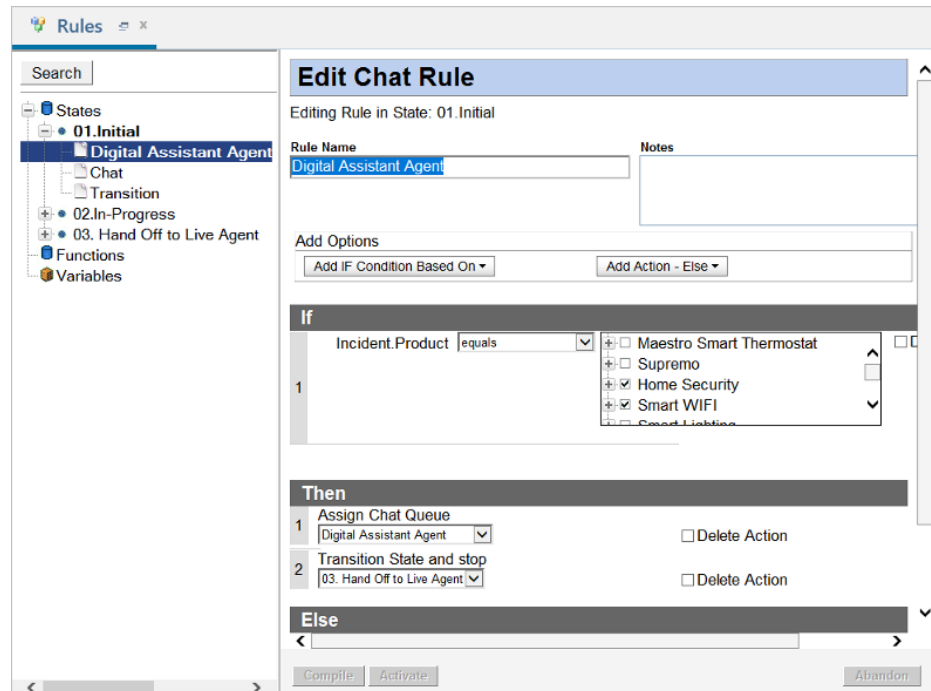 Rules
Search
States
01.Initial
Digital Assistant Agent
Chat
Transition
02.In-Progress
03. Hand Off to Live Agent
Functions
Variables
Edit Chat Rule
Editing Rule in State: 01.Initial
Rule Name
Notes
Digital Assistant Agent
Add Options
Add IF Condition Based On
Add Action - Else
If
1
Incident.Product equals
Maestro Smart Thermostat
Supremo
Home Security
Smart WIFI
Smart Lighting
Then
1 Assign Chat Queue
Digital Assistant Agent
Delete Action
2 Transition State and stop
03. Hand Off to Live Agent
Delete Action
Else
Compile Activate Abandon